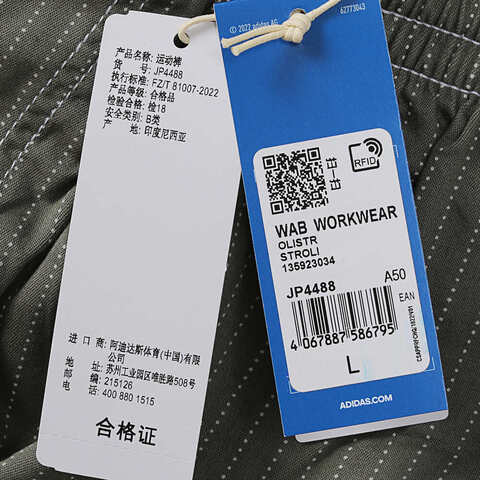 产品名称: 运动裤
货 号: JP4488
执行标准: FZ/T 81007-2022
产品等级: 合格品
检验合格: 检18
安全类别: B类
产 地: 印度尼西亚
进 口 商: 阿迪达斯体育(中国)有限
公司
地 址: 苏州工业园区唯胜路508号
邮 编: 215126
电 话: 400 880 1515
合格证
© 2022 adidas AG
62773043
RFID
WAB WORKWEAR
OLISTR
STROLI
135923034
JP4488
A50
EAN
4 067887 586795
L
ADIDAS.COM